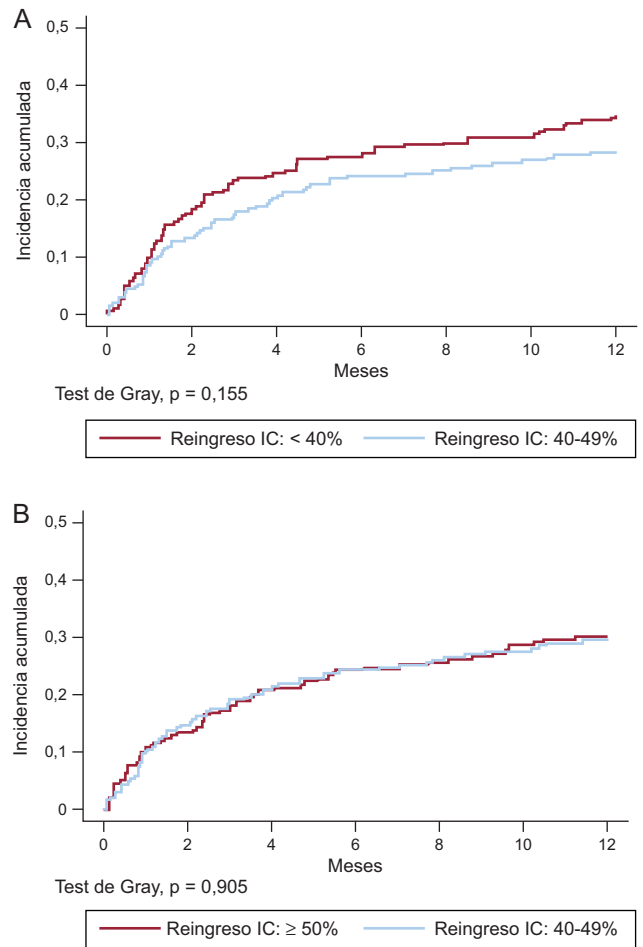 A
Incidencia acumulada
0,5
0,4
0,3
0,2
0,1
0
0 2 4 6 8 10 12
Meses
Test de Gray, p = 0,155
Reingreso IC: < 40% Reingreso IC: 40-49%
B
Incidencia acumulada
0,5
0,4
0,3
0,2
0,1
0
0 2 4 6 8 10 12
Meses
Test de Gray, p = 0,905
Reingreso IC: ≥ 50% Reingreso IC: 40-49%